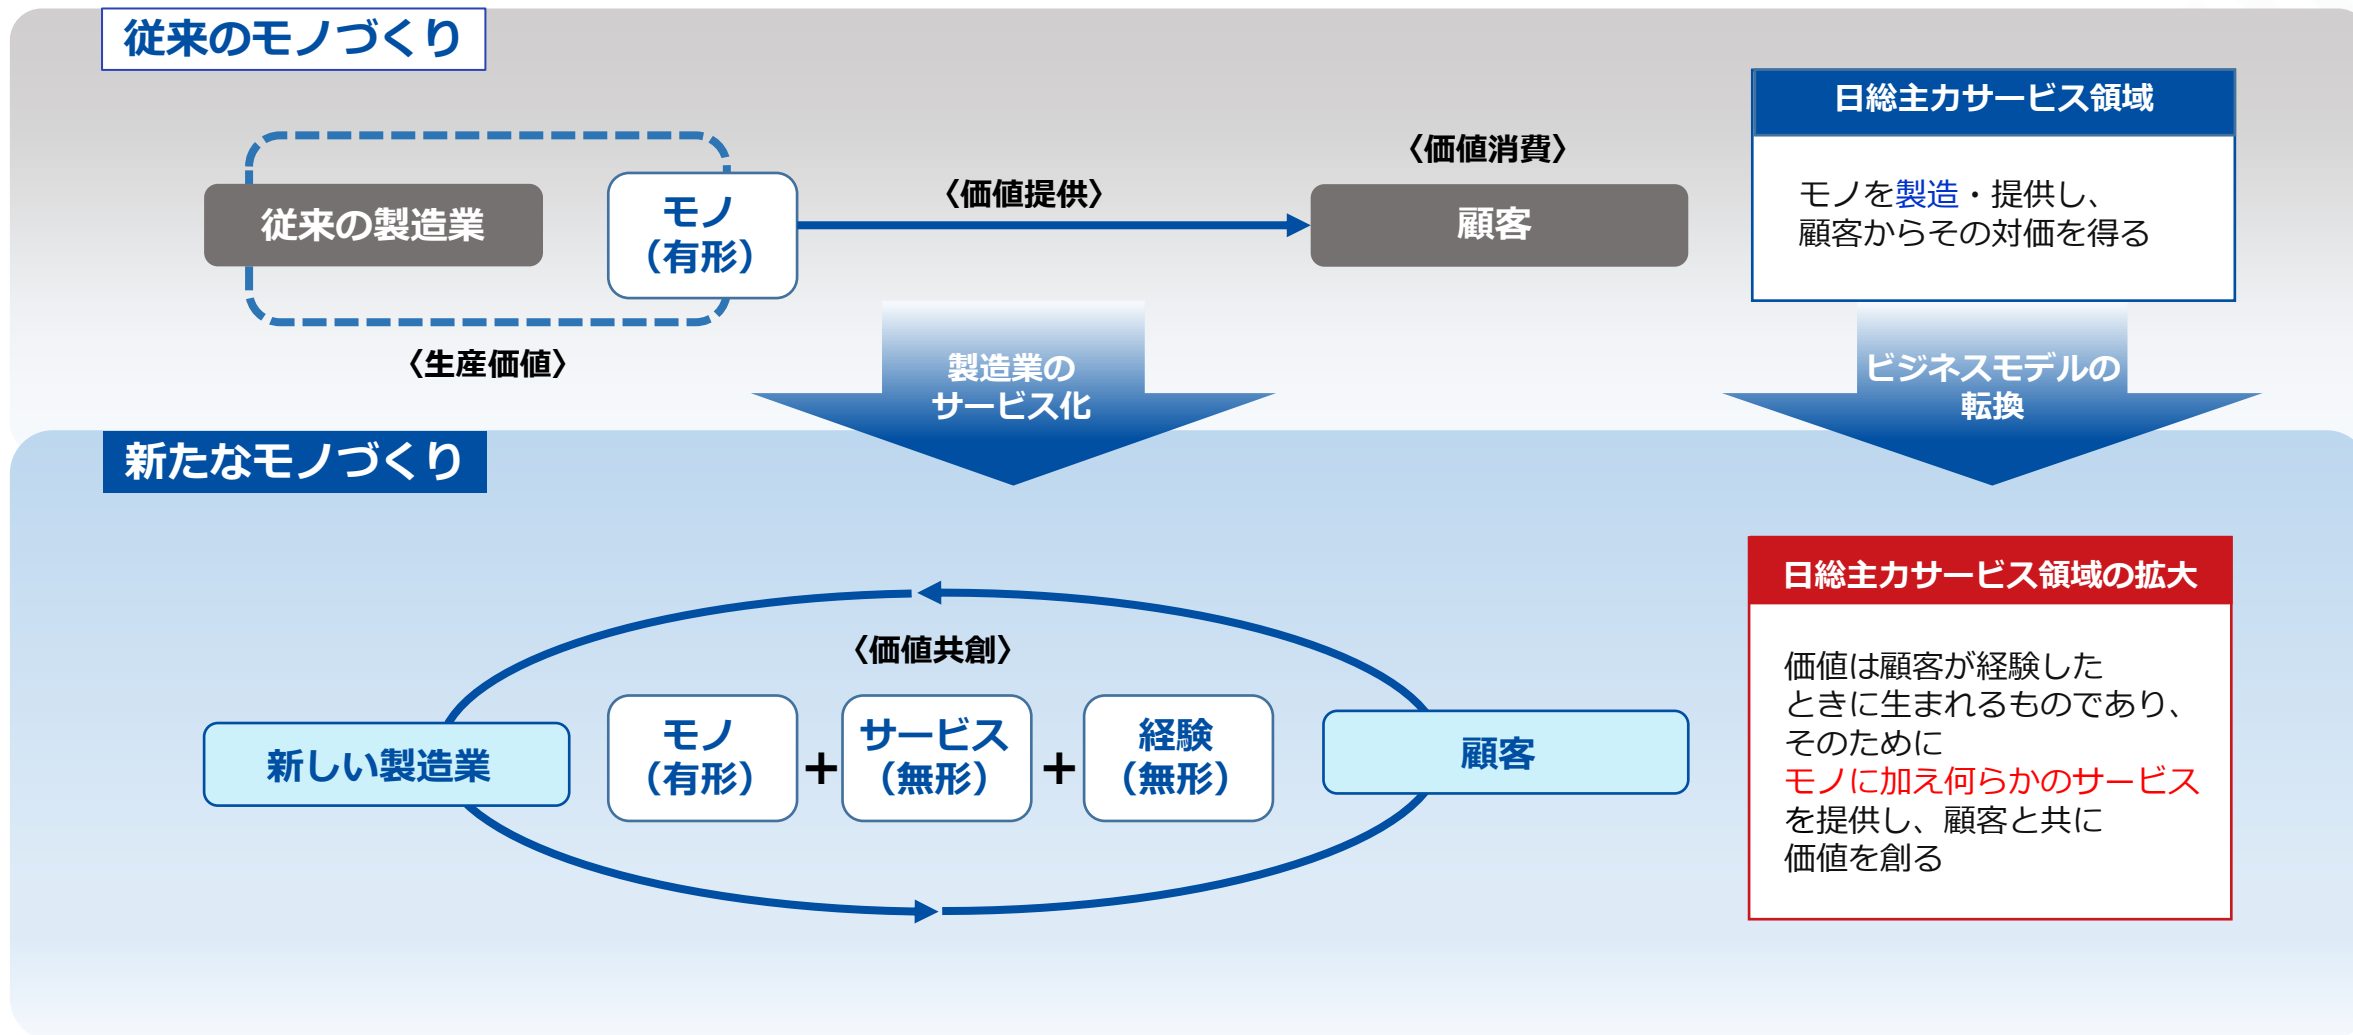 従来のモノづくり
従来の製造業
モノ
（有形）
〈生産価値〉
〈価値提供〉
〈価値消費〉
顧客
日総主力サービス領域
モノを製造・提供し、
顧客からその対価を得る
製造業の
サービス化
ビジネスモデルの
転換
新たなモノづくり
新しい製造業
〈価値共創〉
モノ
（有形）
+
サービス
（無形）
+
経験
（無形）
顧客
日総主力サービス領域の拡大
価値は顧客が経験した
ときに生まれるものであり、
そのために
モノに加え何らかのサービス
を提供し、顧客と共に
価値を創る